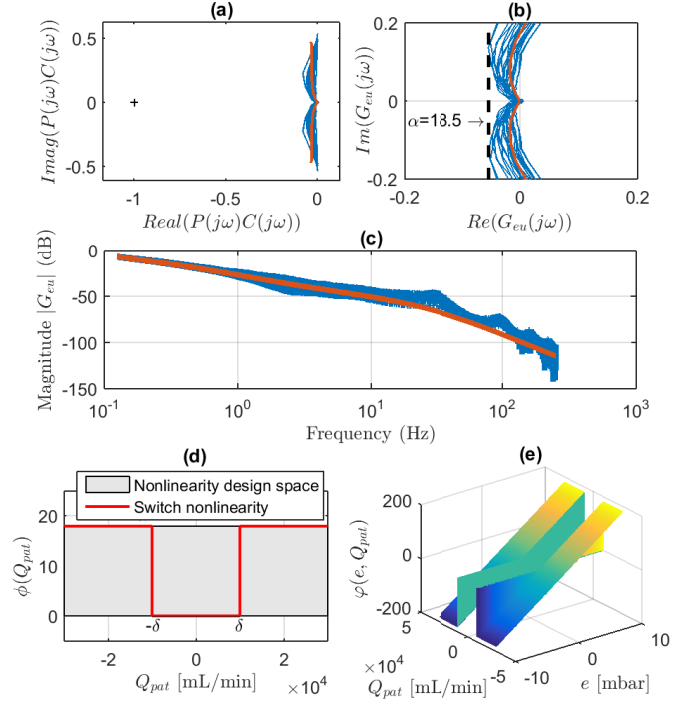 (a)
Imag(P(jω)C(jω))
0.5
0
-0.5
-1
-0.5
0
Real(P(jω)C(jω))
(b)
Im(G_eu(jω))
0.2
0
-0.2
α=18.5 →
-0.2
0
0.2
Re(G_eu(jω))
(c)
Magnitude |G_eu| (dB)
0
-50
-100
-150
10^-1
10^0
10^1
10^2
10^3
Frequency (Hz)
(d)
Nonlinearity design space
Switch nonlinearity
ϕ(Q_pat)
20
10
0
-δ
δ
-2
0
2
×10^4
Q_pat [mL/min]
(e)
φ(e, Q_pat)
200
0
-200
5
0
-5
×10^4
Q_pat [mL/min]
-10
0
10
e [mbar]